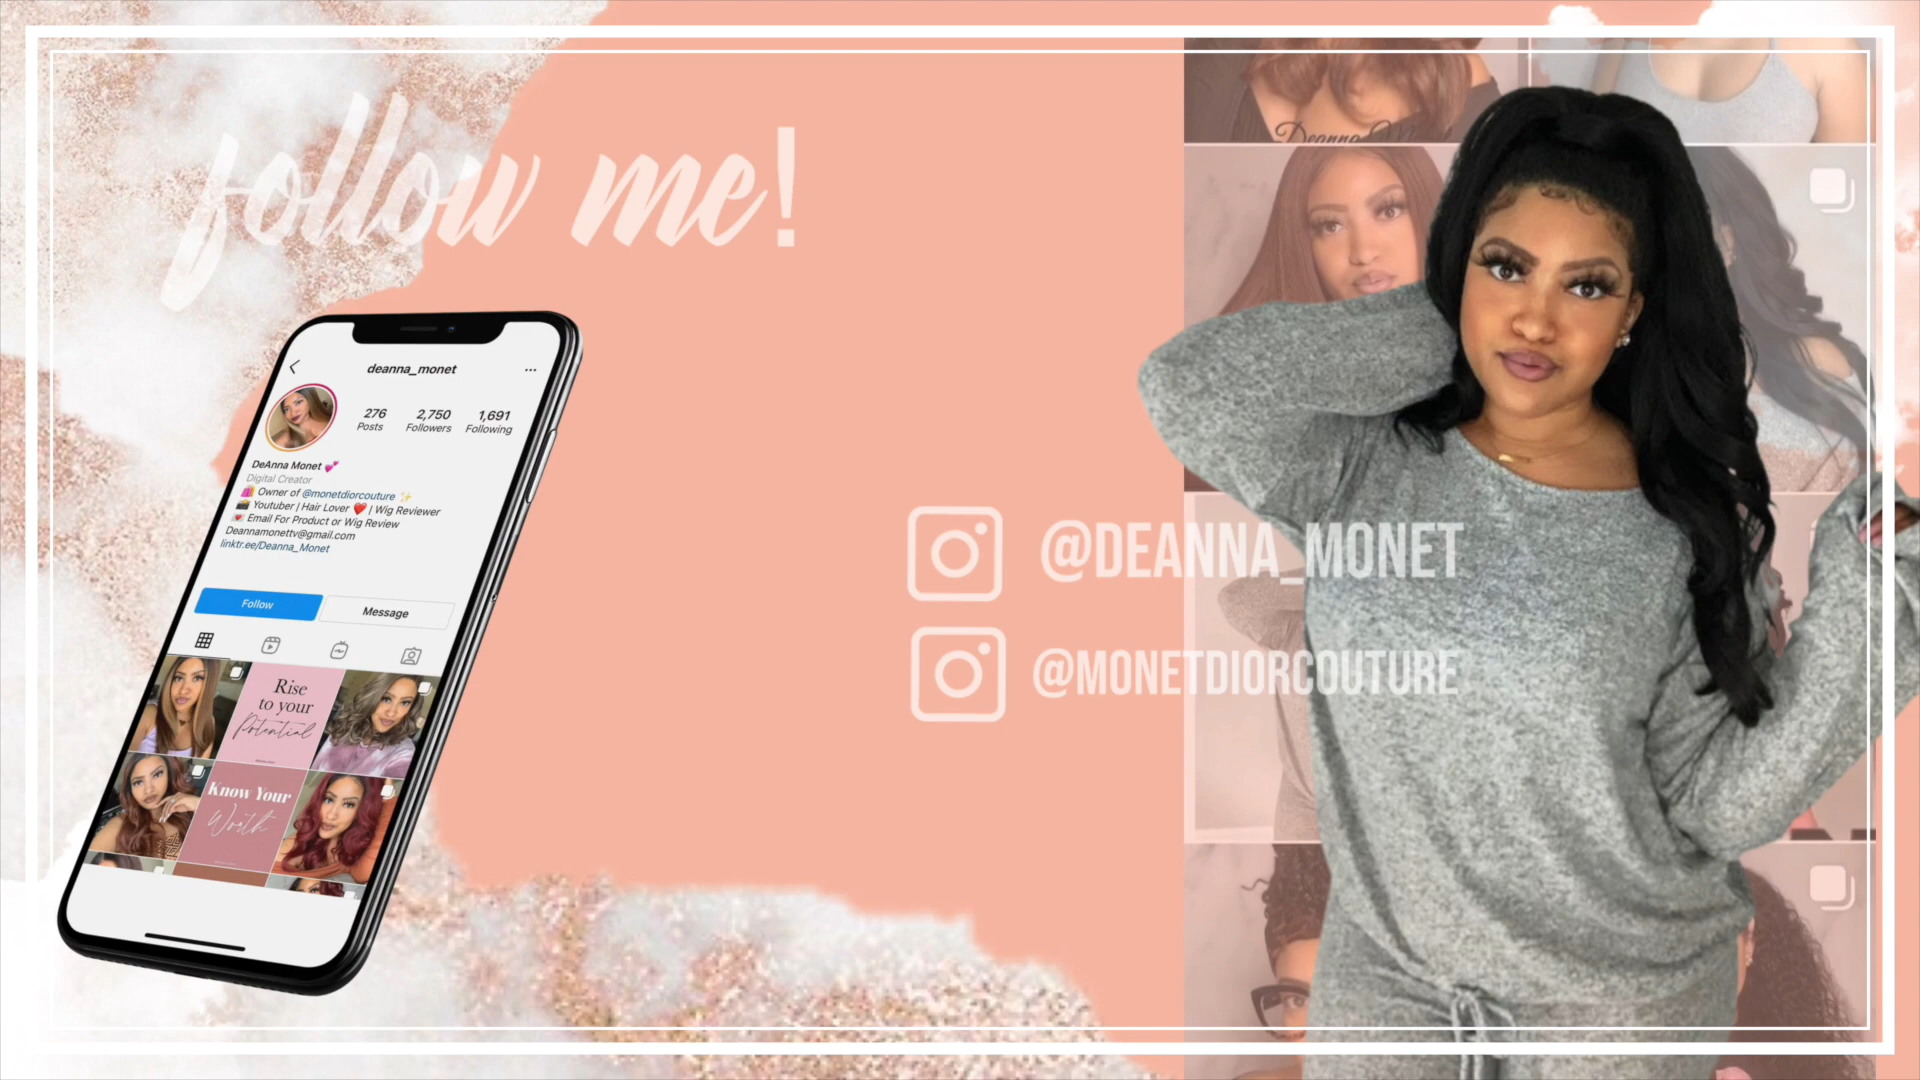 follow me!
deanna_monet
276
2,750
1,691
Posts
Followers
Following
DeAnna Monet 💕
Digital Creator
🛍️ Owner of @monetdiorcouture ✨
📸 Youtuber | Hair Lover ❤️ | Wig Reviewer
💌 Email For Product or Wig Review
Deannamonettv@gmail.com
linktr.ee/Deanna_Monet
Follow
Message
Rise
to your
Potential
Know Your
Worth
Deanna
@DEANNA_MONET
@MONETDIORCOUTURE